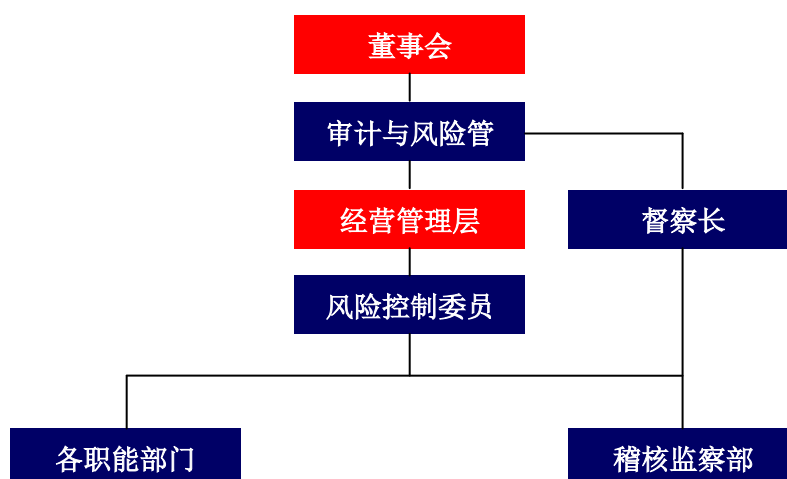 董事会
审计与风险管
经营管理层
督察长
风险控制委员
各职能部门
稽核监察部